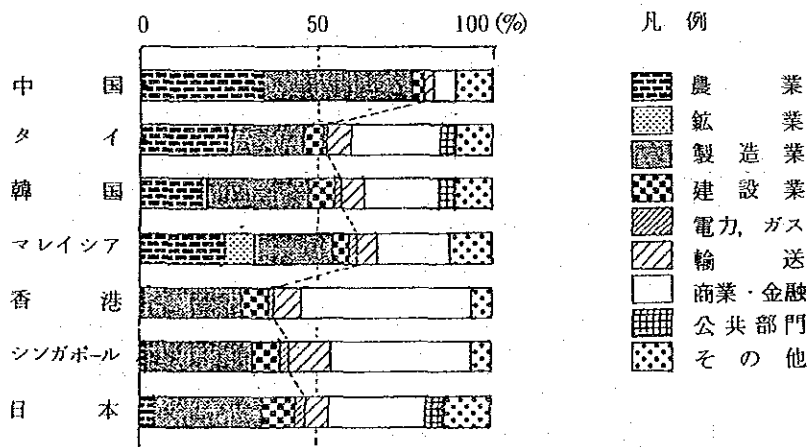 0 50 100(%)
凡例
中国
タイ
韓国
マレイシア
香港
シンガポール
日本
農業
鉱業
製造業
建設業
電力, ガス
輸送
商業・金融
公共部門
その他